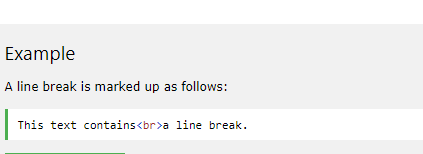 Example
A line break is marked up as follows:
This text contains<br>a line break.